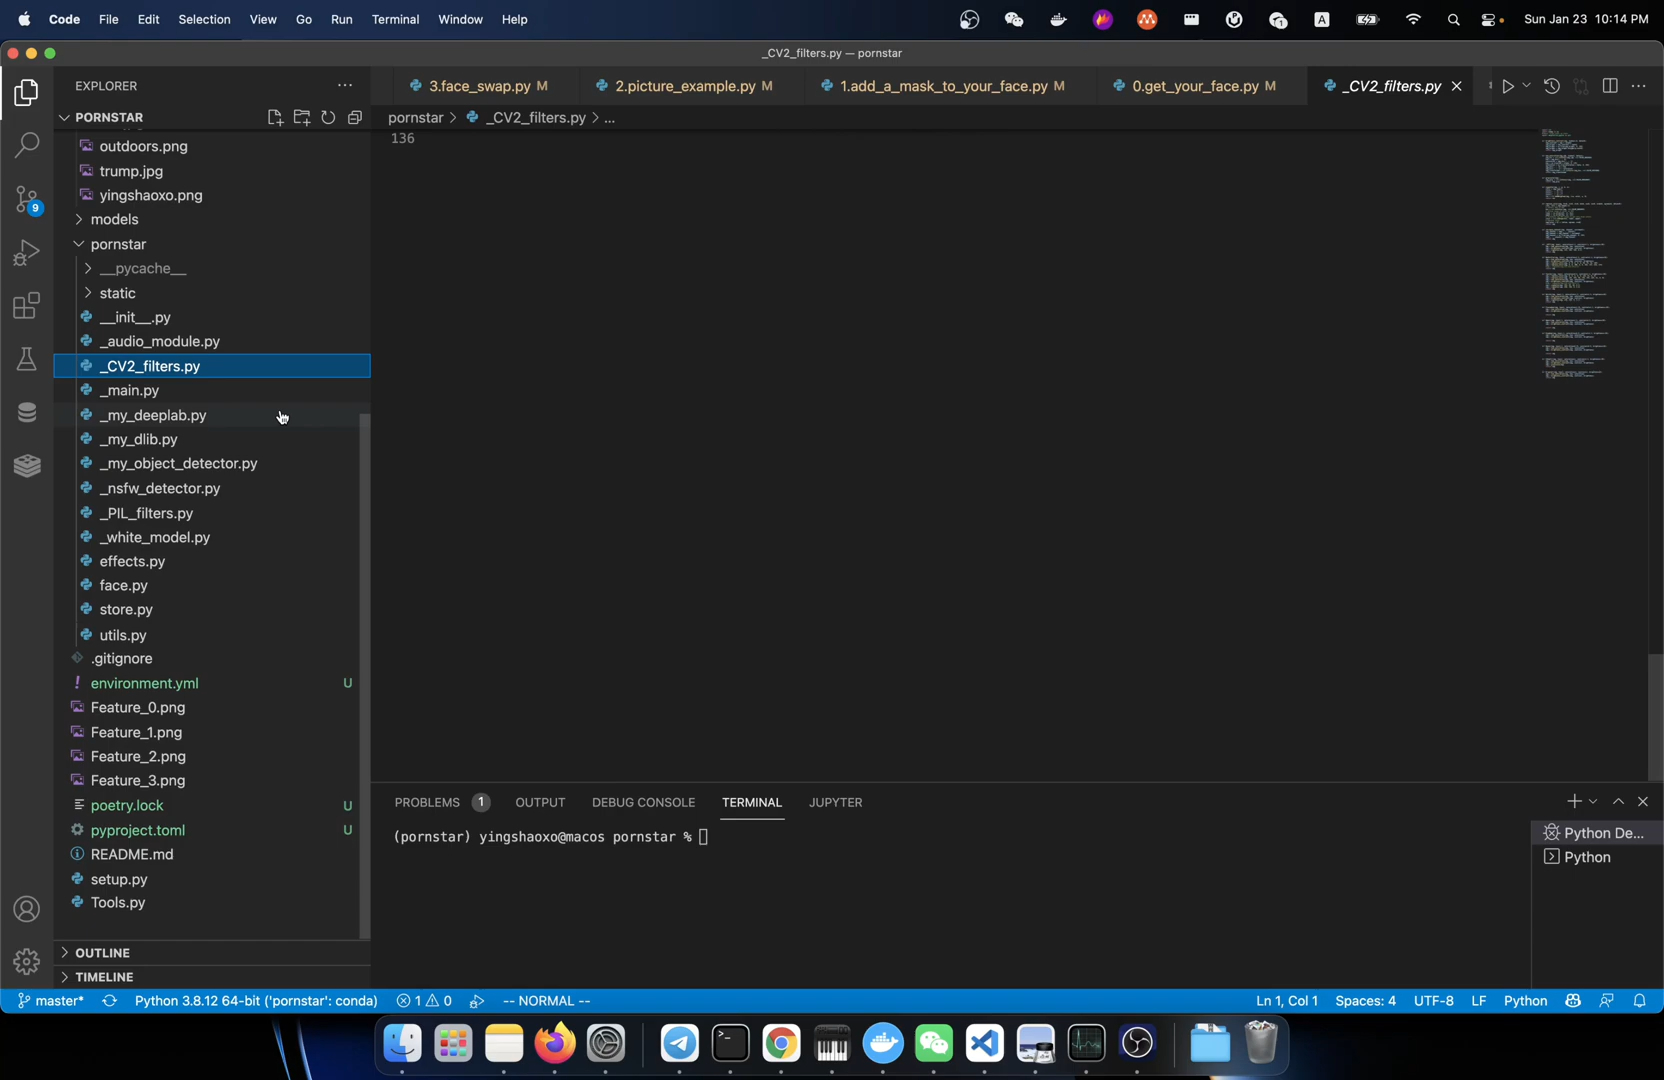 Code File Edit Selection View Go Run Terminal Window Help
A
1
Sun Jan 23 10:14 PM
_CV2_filters.py — pornstar
EXPLORER
3.face_swap.py M
2.picture_example.py M
1.add_a_mask_to_your_face.py M
0.get_your_face.py M
_CV2_filters.py
PORNSTAR
pornstar > _CV2_filters.py > ...
136
outdoors.png
trump.jpg
yingshaoxo.png
models
pornstar
__pycache__
static
__init__.py
_audio_module.py
_CV2_filters.py
_main.py
_my_deeplab.py
_my_dlib.py
_my_object_detector.py
_nsfw_detector.py
_PIL_filters.py
_white_model.py
effects.py
face.py
store.py
utils.py
.gitignore
environment.yml U
Feature_0.png
Feature_1.png
Feature_2.png
Feature_3.png
poetry.lock U
pyproject.toml U
README.md
setup.py
Tools.py
OUTLINE
TIMELINE
9
PROBLEMS 1 OUTPUT DEBUG CONSOLE TERMINAL JUPYTER
(pornstar) yingshaoxo@macos pornstar %
Python De...
Python
master* Python 3.8.12 64-bit ('pornstar': conda) 1 0 -- NORMAL --
Ln 1, Col 1 Spaces: 4 UTF-8 LF Python